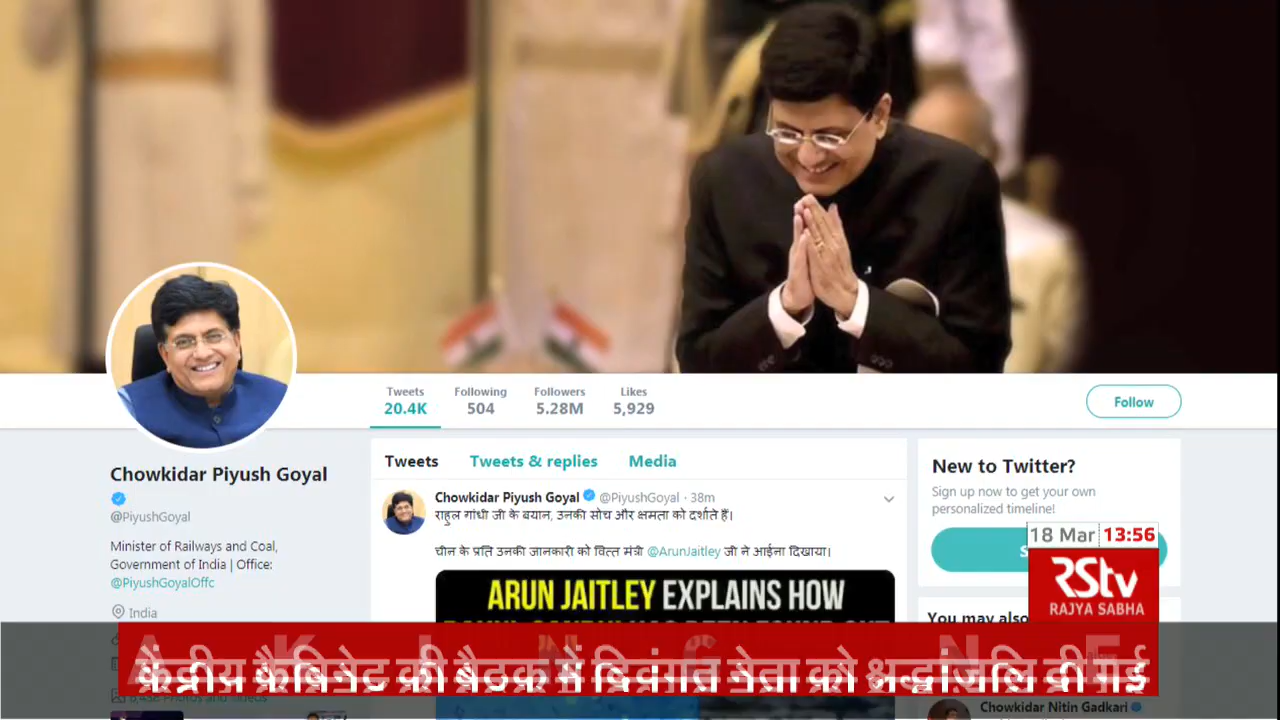 Tweets Following Followers Likes
20.4K 504 5.28M 5,929
Follow
Chowkidar Piyush Goyal
@PiyushGoyal
Minister of Railways and Coal,
Government of India | Office:
@PiyushGoyalOffc
India
Tweets Tweets & replies Media
Chowkidar Piyush Goyal @PiyushGoyal · 38m
राहुल गांधी जी के बयान, उनकी सोच और क्षमता को दर्शाते हैं।
चीन के प्रति उनकी जानकारी को वित्त मंत्री @ArunJaitley जी ने आईना दिखाया।
ARUN JAITLEY EXPLAINS HOW
New to Twitter?
Sign up now to get your own
personalized timeline!
18 Mar 13:56
RStv
RAJYA SABHA
You may also
केंद्रीय कैबिनेट की बैठक में दिवंगत नेता को श्रद्धांजलि दी गई
Chowkidar Nitin Gadkari